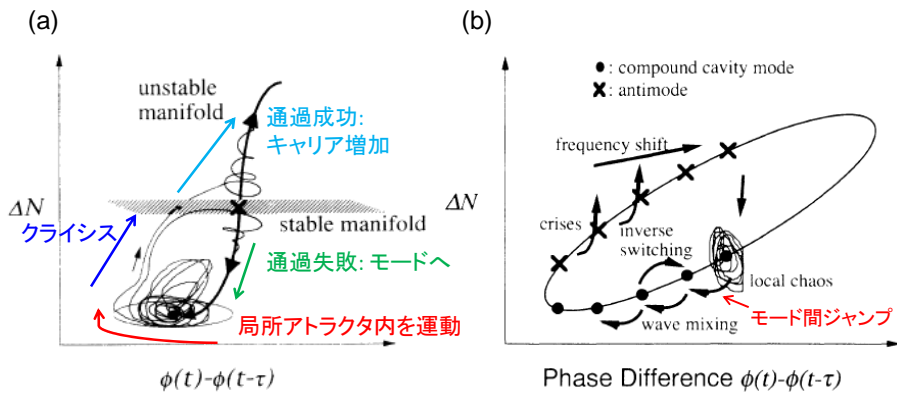 (a)
unstable
manifold
通過成功:
キャリア増加
ΔN
クライシス
stable manifold
通過失敗: モードへ
局所アトラクタ内を運動
ϕ(t)-ϕ(t-τ)
(b)
●: compound cavity mode
×: antimode
frequency shift
ΔN
crises
inverse
switching
local chaos
wave mixing
モード間ジャンプ
Phase Difference ϕ(t)-ϕ(t-τ)